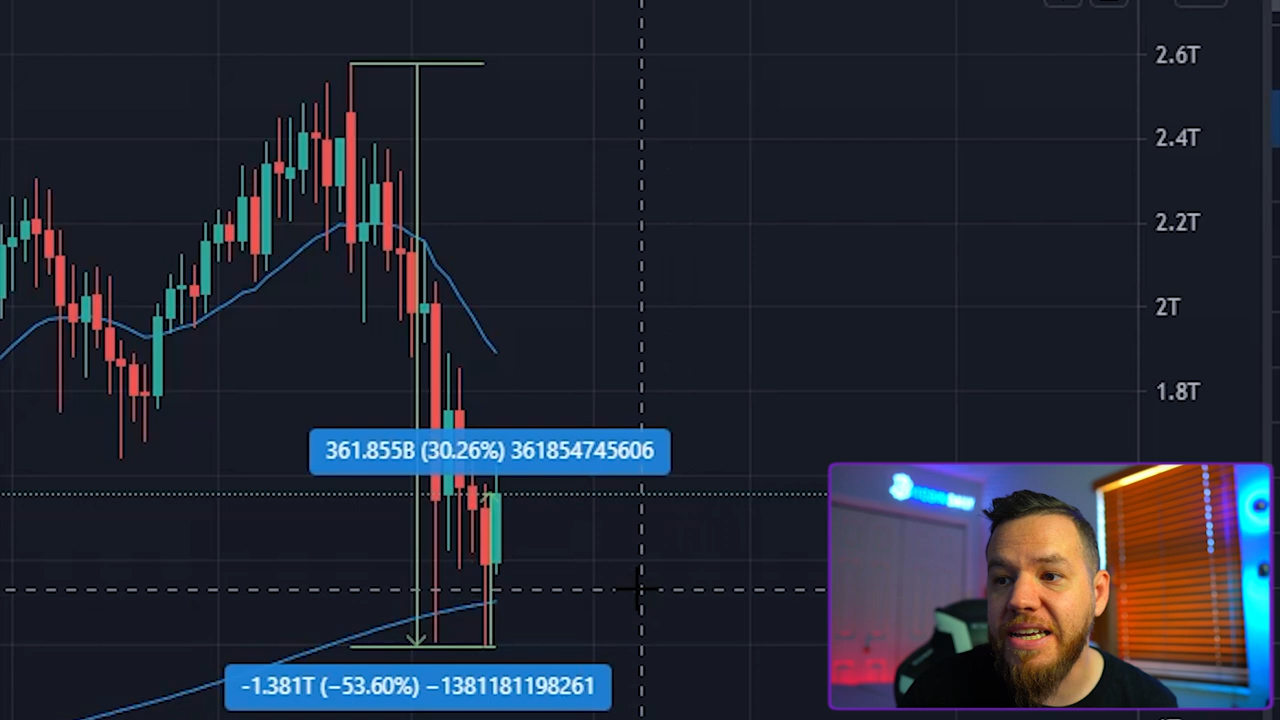 2.6T
2.4T
2.2T
2T
1.8T
361.855B (30.26%) 361854745606
-1.381T (−53.60%) −1381181198261